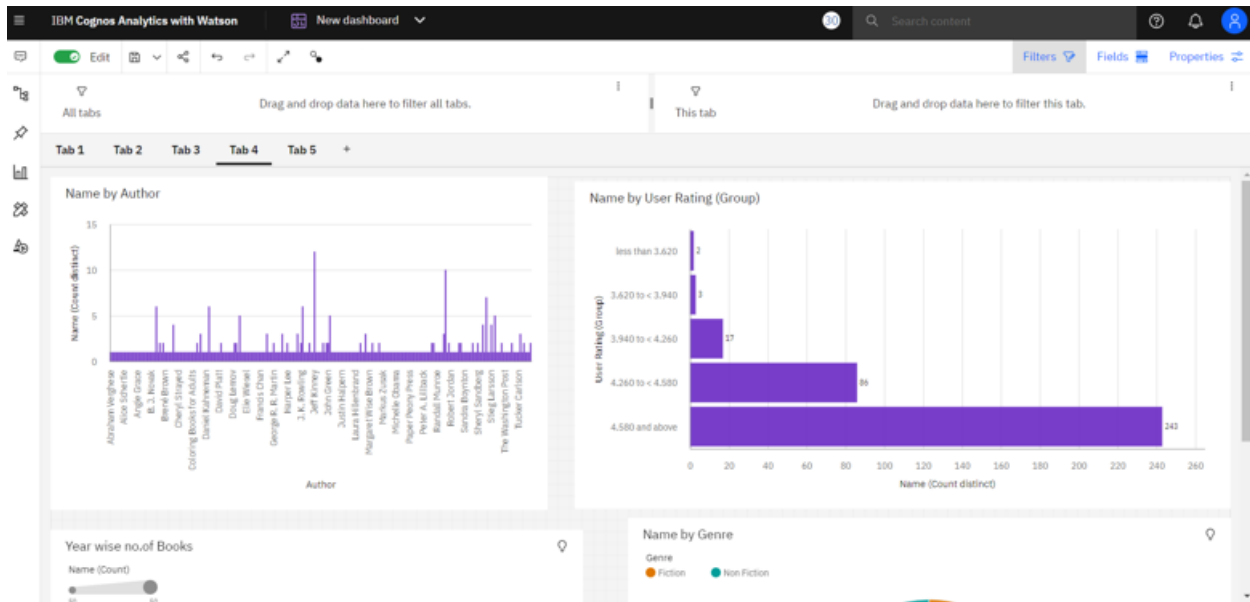 IBM Cognos Analytics with Watson
New dashboard
30
Search content
Edit
Filters
Fields
Properties
All tabs
Drag and drop data here to filter all tabs.
This tab
Drag and drop data here to filter this tab.
Tab 1 Tab 2 Tab 3 Tab 4 Tab 5 +
Name by Author
Name (Count distinct)
15
10
5
0
Abraham Verghese
Alice Schertle
Angie Grace
B. J. Novak
Brené Brown
Cheryl Strayed
Coloring Books for Adults
Daniel Kahneman
David Platt
Doug Lemov
Elie Wiesel
Francis Chan
George R. R. Martin
Harper Lee
J. K. Rowling
Jeff Kinney
John Green
Justin Halpern
Laura Hillenbrand
Margaret Wise Brown
Markus Zusak
Michelle Obama
Paper Peony Press
Peter A. Lillback
Randall Munroe
Robert Jordan
Sandra Boynton
Sheryl Sandberg
Stieg Larsson
The Washington Post
Tucker Carlson
Author
Name by User Rating (Group)
User Rating (Group)
less than 3.620 2
3.620 to < 3.940 3
3.940 to < 4.260 17
4.260 to < 4.580 86
4.580 and above 243
0 20 40 60 80 100 120 140 160 180 200 220 240 260
Name (Count distinct)
Year wise no.of Books
Name (Count)
Name by Genre
Genre
Fiction Non Fiction